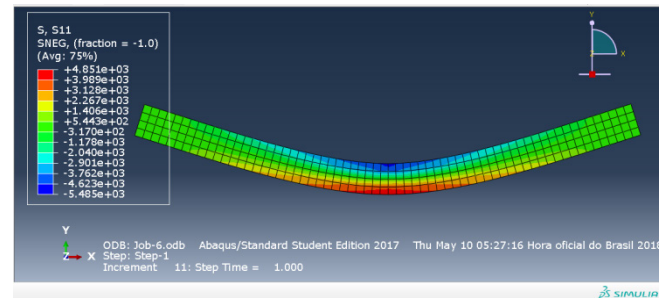 S, S11
SNEG, (fraction = -1.0)
(Avg: 75%)
+4.851e+03
+3.989e+03
+3.128e+03
+2.267e+03
+1.406e+03
+5.443e+02
-3.170e+02
-1.178e+03
-2.040e+03
-2.901e+03
-3.762e+03
-4.623e+03
-5.485e+03
Y
X
Y
Z X
ODB: Job-6.odb Abaqus/Standard Student Edition 2017 Thu May 10 05:27:16 Hora oficial do Brasil 2018
Step: Step-1
Increment 11: Step Time = 1.000
SIMULIA